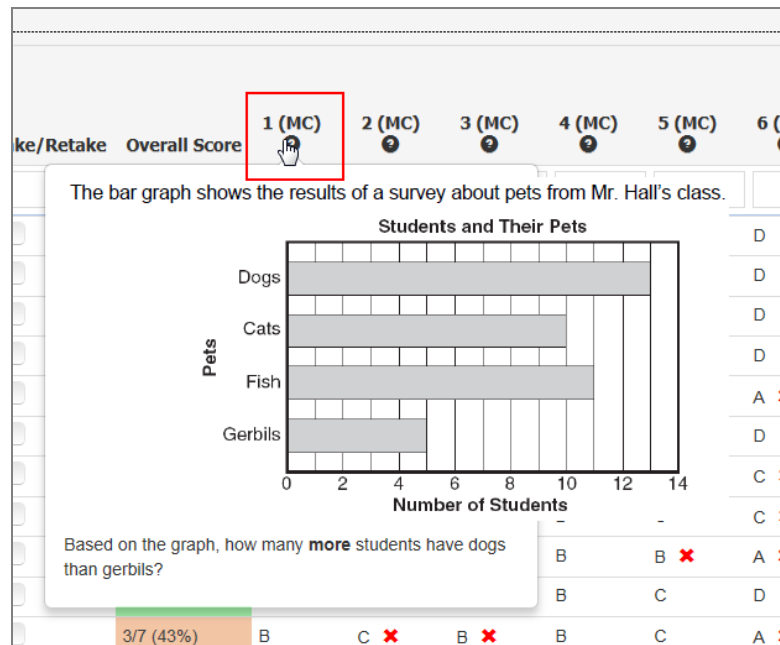 1 (MC) 2 (MC) 3 (MC) 4 (MC) 5 (MC) 6 (
ke/Retake Overall Score
The bar graph shows the results of a survey about pets from Mr. Hall's class.
Students and Their Pets
Dogs
Cats
Fish
Gerbils
Pets
0 2 4 6 8 10 12 14
Number of Students
Based on the graph, how many more students have dogs
than gerbils?
D
D
D
D
A
D
C
C
B B ✖ A
B C D
3/7 (43%) B C ✖ B ✖ B C A